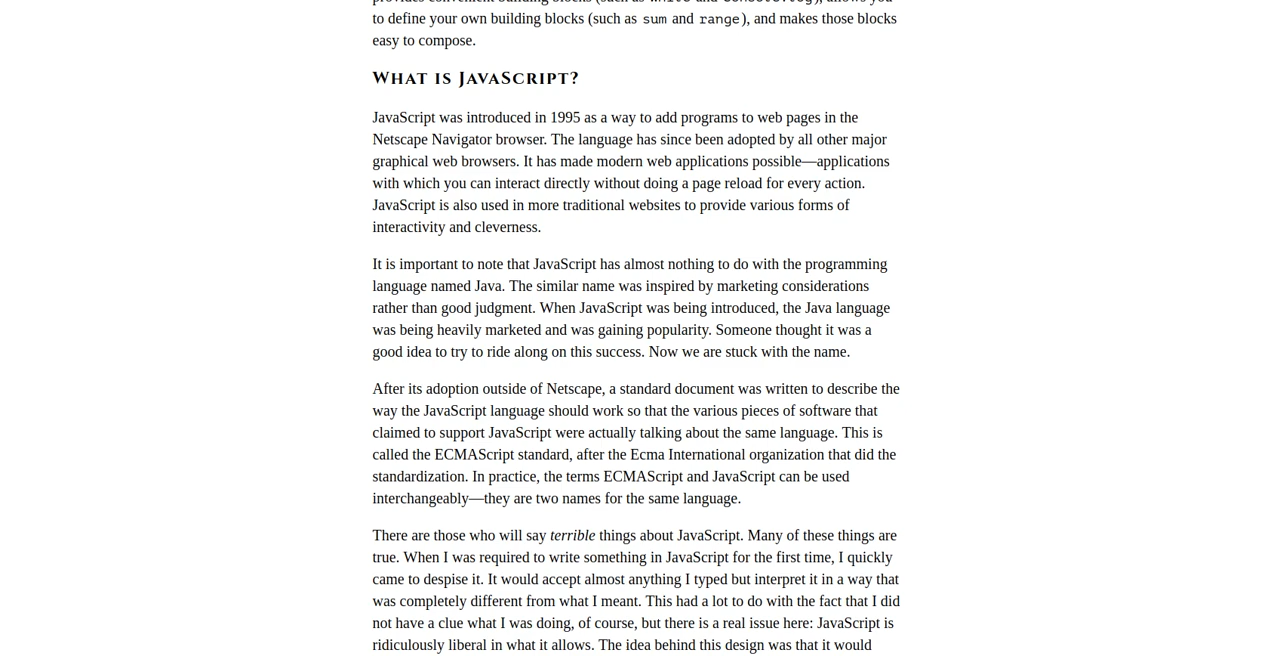 to define your own building blocks (such as sum and range), and makes those blocks
easy to compose.
What is JavaScript?
JavaScript was introduced in 1995 as a way to add programs to web pages in the
Netscape Navigator browser. The language has since been adopted by all other major
graphical web browsers. It has made modern web applications possible—applications
with which you can interact directly without doing a page reload for every action.
JavaScript is also used in more traditional websites to provide various forms of
interactivity and cleverness.
It is important to note that JavaScript has almost nothing to do with the programming
language named Java. The similar name was inspired by marketing considerations
rather than good judgment. When JavaScript was being introduced, the Java language
was being heavily marketed and was gaining popularity. Someone thought it was a
good idea to try to ride along on this success. Now we are stuck with the name.
After its adoption outside of Netscape, a standard document was written to describe the
way the JavaScript language should work so that the various pieces of software that
claimed to support JavaScript were actually talking about the same language. This is
called the ECMAScript standard, after the Ecma International organization that did the
standardization. In practice, the terms ECMAScript and JavaScript can be used
interchangeably—they are two names for the same language.
There are those who will say terrible things about JavaScript. Many of these things are
true. When I was required to write something in JavaScript for the first time, I quickly
came to despise it. It would accept almost anything I typed but interpret it in a way that
was completely different from what I meant. This had a lot to do with the fact that I did
not have a clue what I was doing, of course, but there is a real issue here: JavaScript is
ridiculously liberal in what it allows. The idea behind this design was that it would